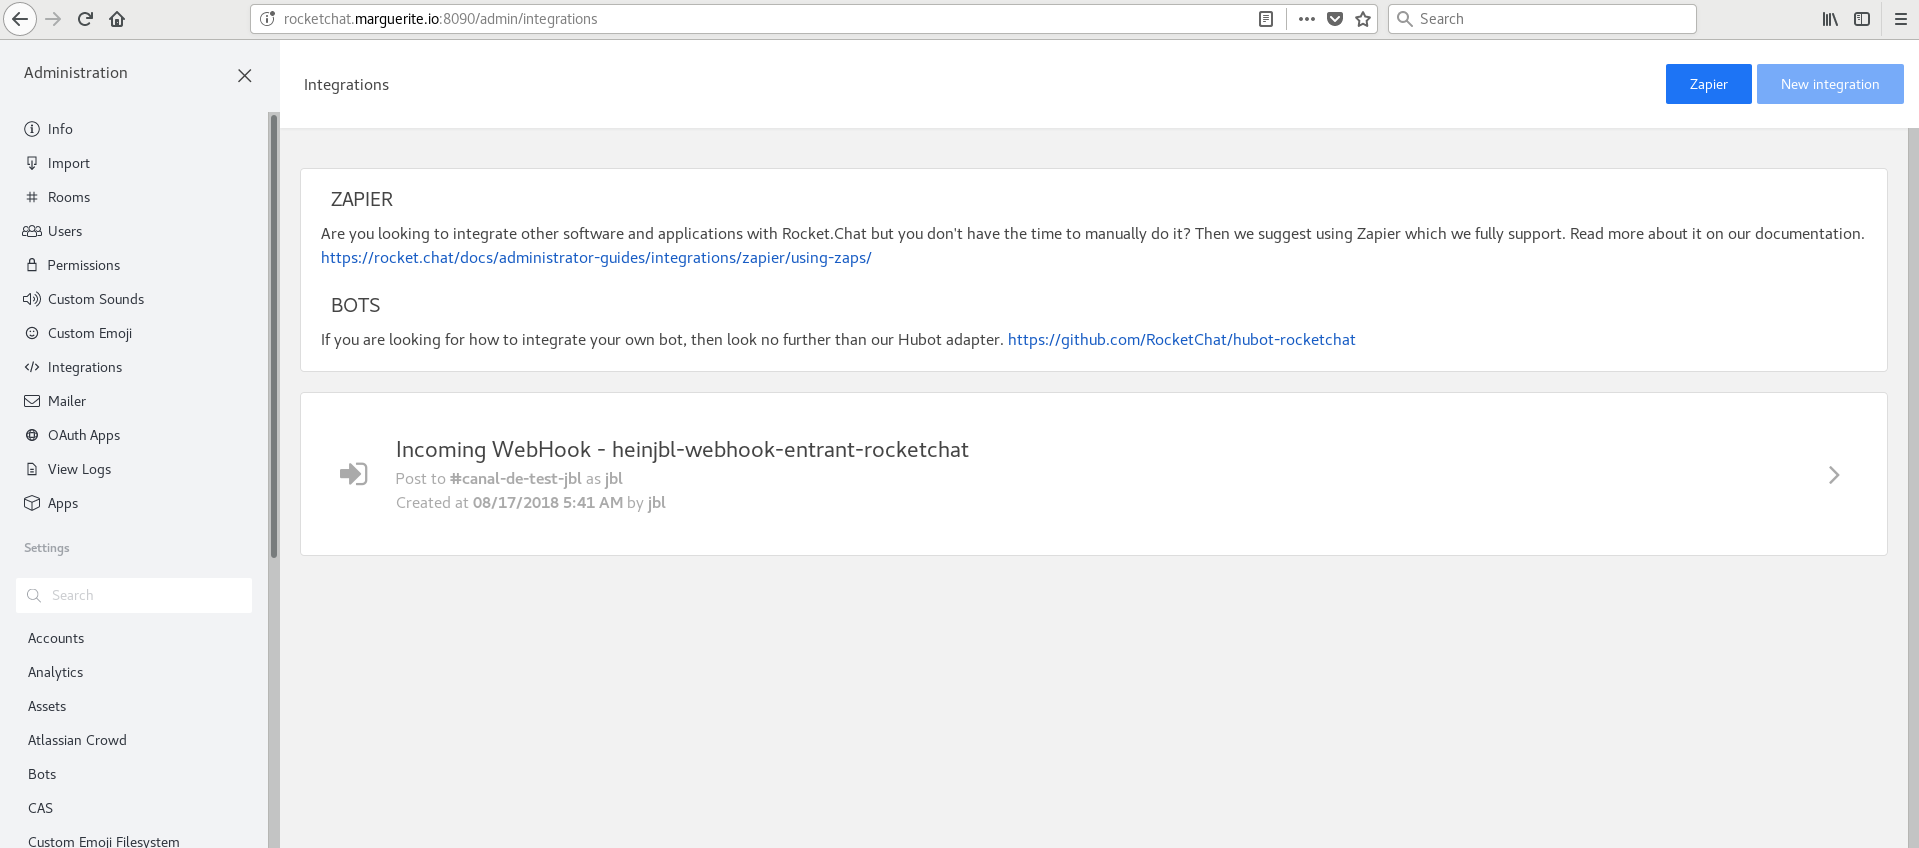 rocketchat.marguerite.io:8090/admin/integrations
Search
Administration
Info
Import
Rooms
Users
Permissions
Custom Sounds
Custom Emoji
Integrations
Mailer
OAuth Apps
View Logs
Apps
Settings
Search
Accounts
Analytics
Assets
Atlassian Crowd
Bots
CAS
Custom Emoji Filesystem
Integrations
Zapier
New integration
ZAPIER
Are you looking to integrate other software and applications with Rocket.Chat but you don't have the time to manually do it? Then we suggest using Zapier which we fully support. Read more about it on our documentation.
https://rocket.chat/docs/administrator-guides/integrations/zapier/using-zaps/
BOTS
If you are looking for how to integrate your own bot, then look no further than our Hubot adapter. https://github.com/RocketChat/hubot-rocketchat
Incoming WebHook - heinjbl-webhook-entrant-rocketchat
Post to #canal-de-test-jbl as jbl
Created at 08/17/2018 5:41 AM by jbl